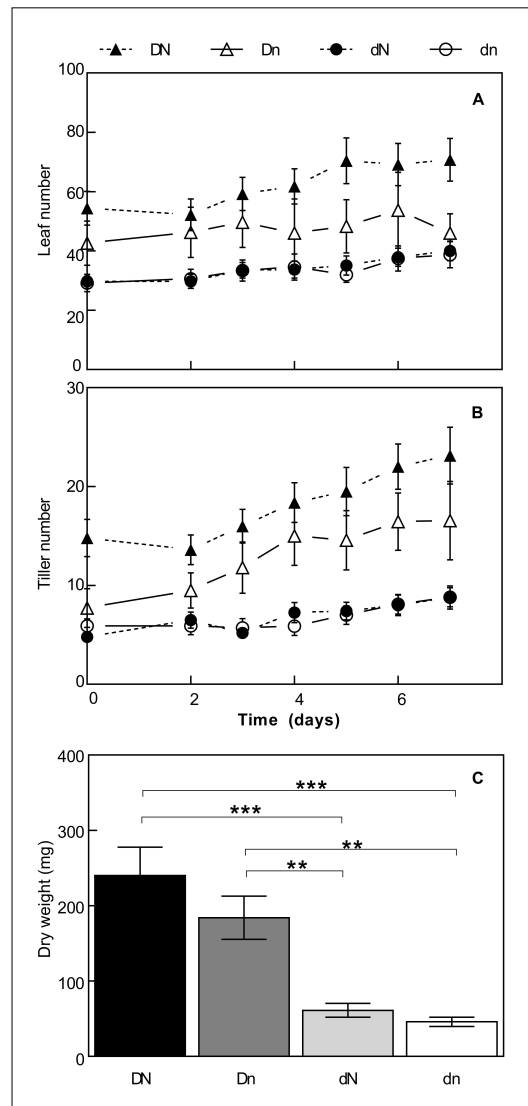 DN Dn dN dn
100
A
80
60
Leaf number
40
20
0
30
B
20
Tiller number
10
0
0 2 4 6
Time (days)
400
C
***
300
***
**
**
Dry weight (mg)
200
100
0
DN Dn dN dn